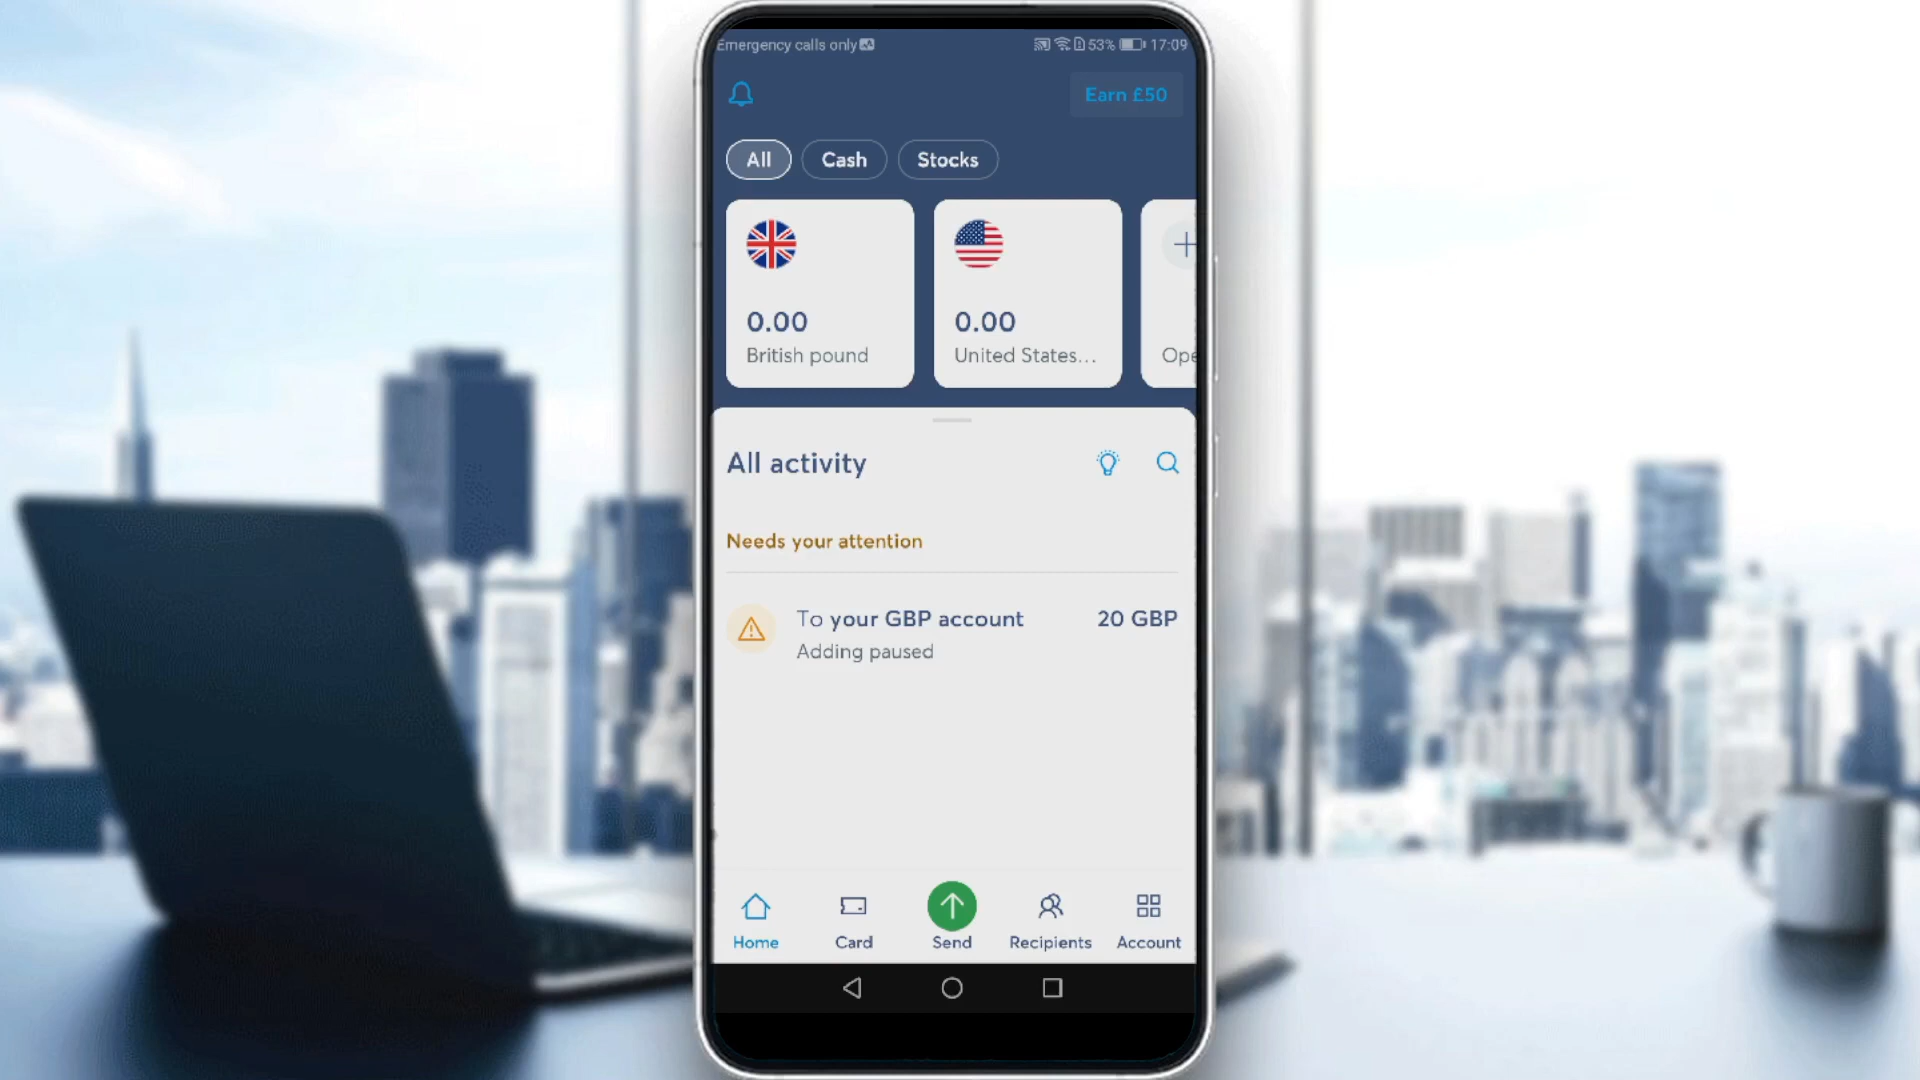 Emergency calls only
53% 17:09
Earn £50
All Cash Stocks
0.00
British pound
0.00
United States...
Ope
All activity
Needs your attention
To your GBP account 20 GBP
Adding paused
Home Card Send Recipients Account